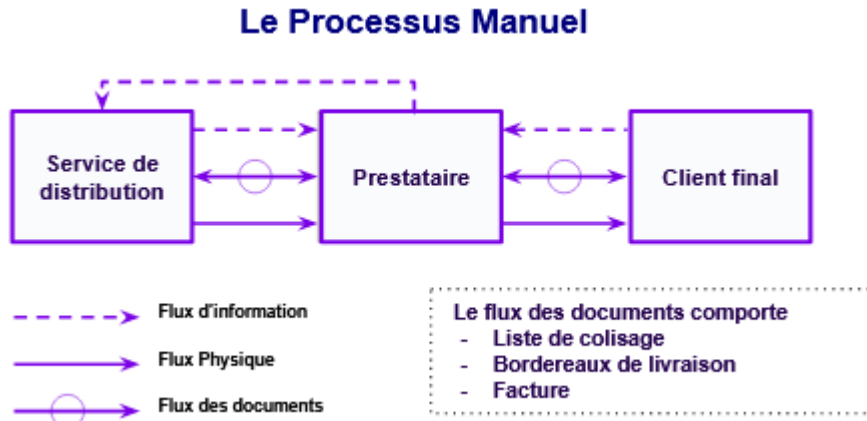 Le Processus Manuel
Service de
distribution
Prestataire
Client final
Flux d'information
Flux Physique
Flux des documents
Le flux des documents comporte
- Liste de colisage
- Bordereaux de livraison
- Facture